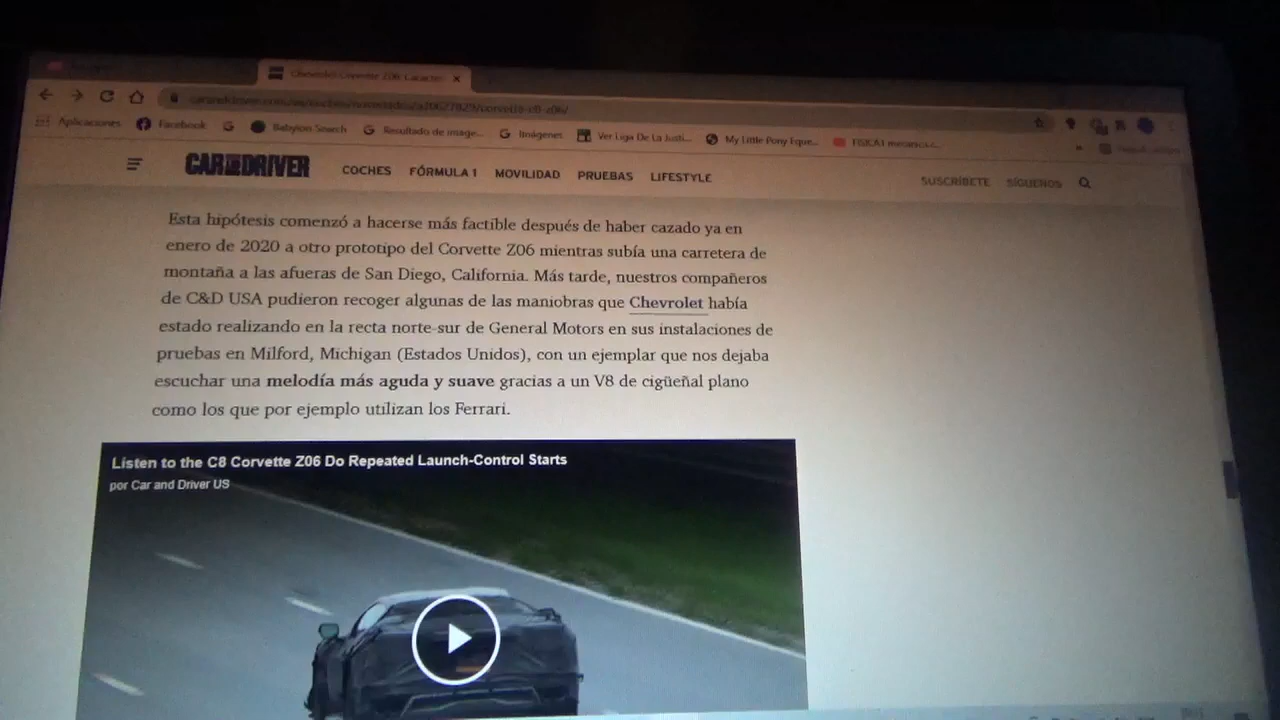 Chevrolet Corvette Z06:
Aplicaciones Facebook Babylon Search Resultado de image... Imágenes Ver Liga De La Justi... My Little Pony Eque... FISICA1 mecanica c...
CAR AND DRIVER COCHES FÓRMULA 1 MOVILIDAD PRUEBAS LIFESTYLE SUSCRÍBETE SÍGUENOS
Esta hipótesis comenzó a hacerse más factible después de haber cazado ya en
enero de 2020 a otro prototipo del Corvette Z06 mientras subía una carretera de
montaña a las afueras de San Diego, California. Más tarde, nuestros compañeros
de C&D USA pudieron recoger algunas de las maniobras que Chevrolet había
estado realizando en la recta norte-sur de General Motors en sus instalaciones de
pruebas en Milford, Michigan (Estados Unidos), con un ejemplar que nos dejaba
escuchar una melodía más aguda y suave gracias a un V8 de cigüeñal plano
como los que por ejemplo utilizan los Ferrari.
Listen to the C8 Corvette Z06 Do Repeated Launch-Control Starts
por Car and Driver US